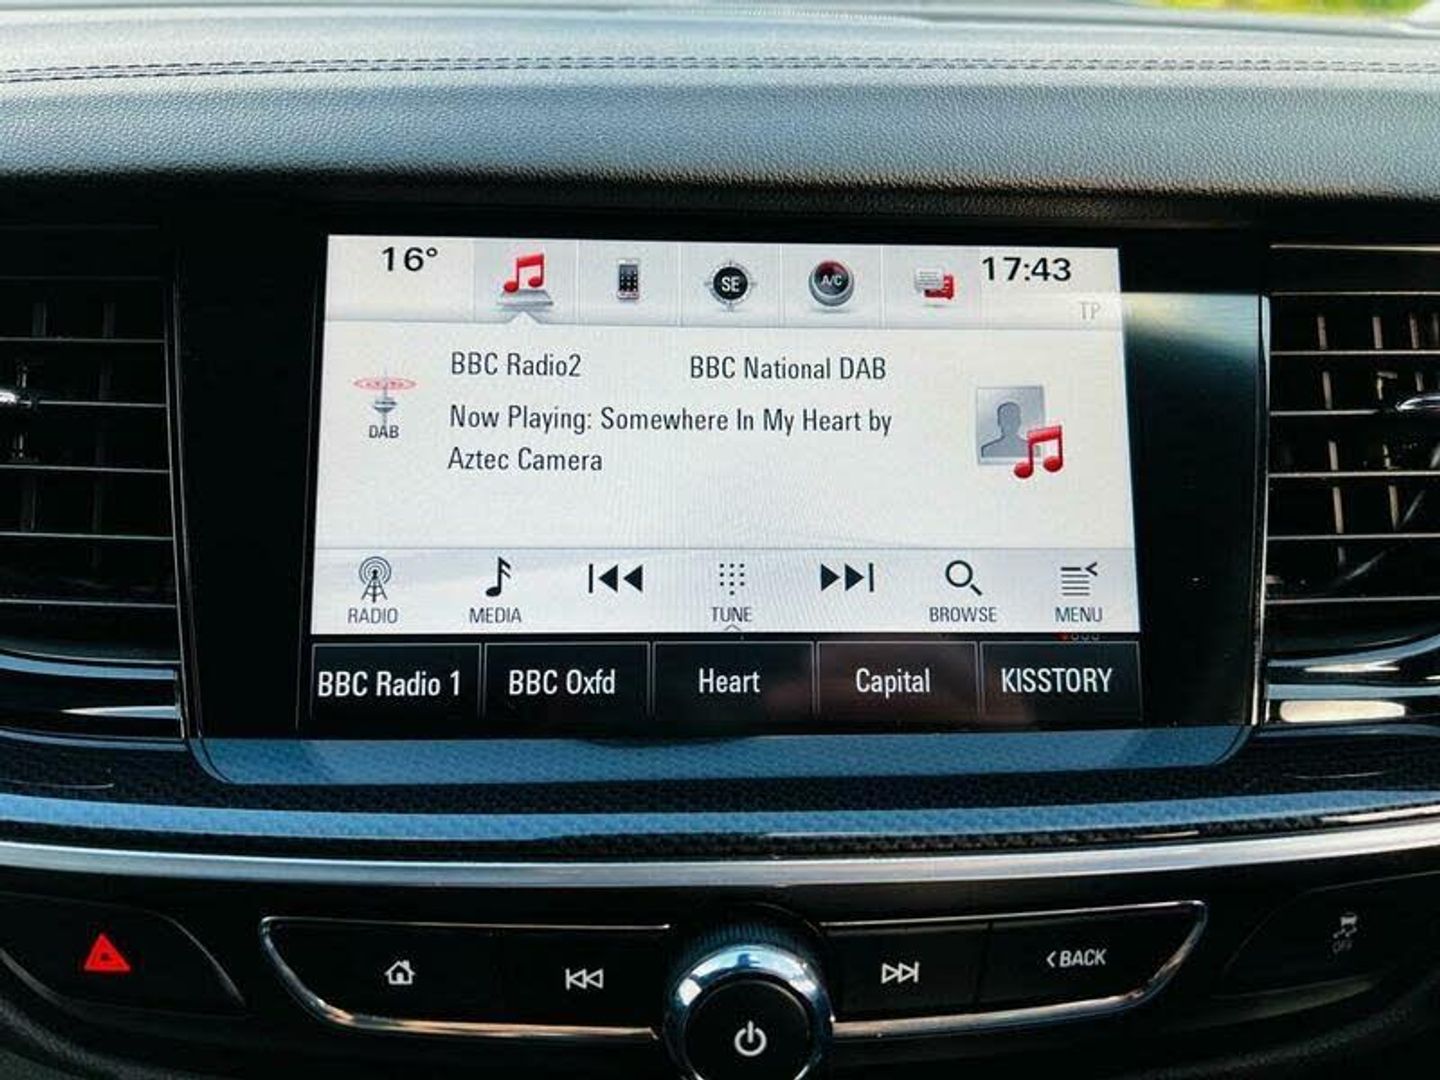 16°
SE
A/C
17:43
TP
BBC Radio2
BBC National DAB
DAB
Now Playing: Somewhere In My Heart by
Aztec Camera
RADIO
MEDIA
TUNE
BROWSE
MENU
BBC Radio 1
BBC Oxfd
Heart
Capital
KISSTORY
BACK
OFF